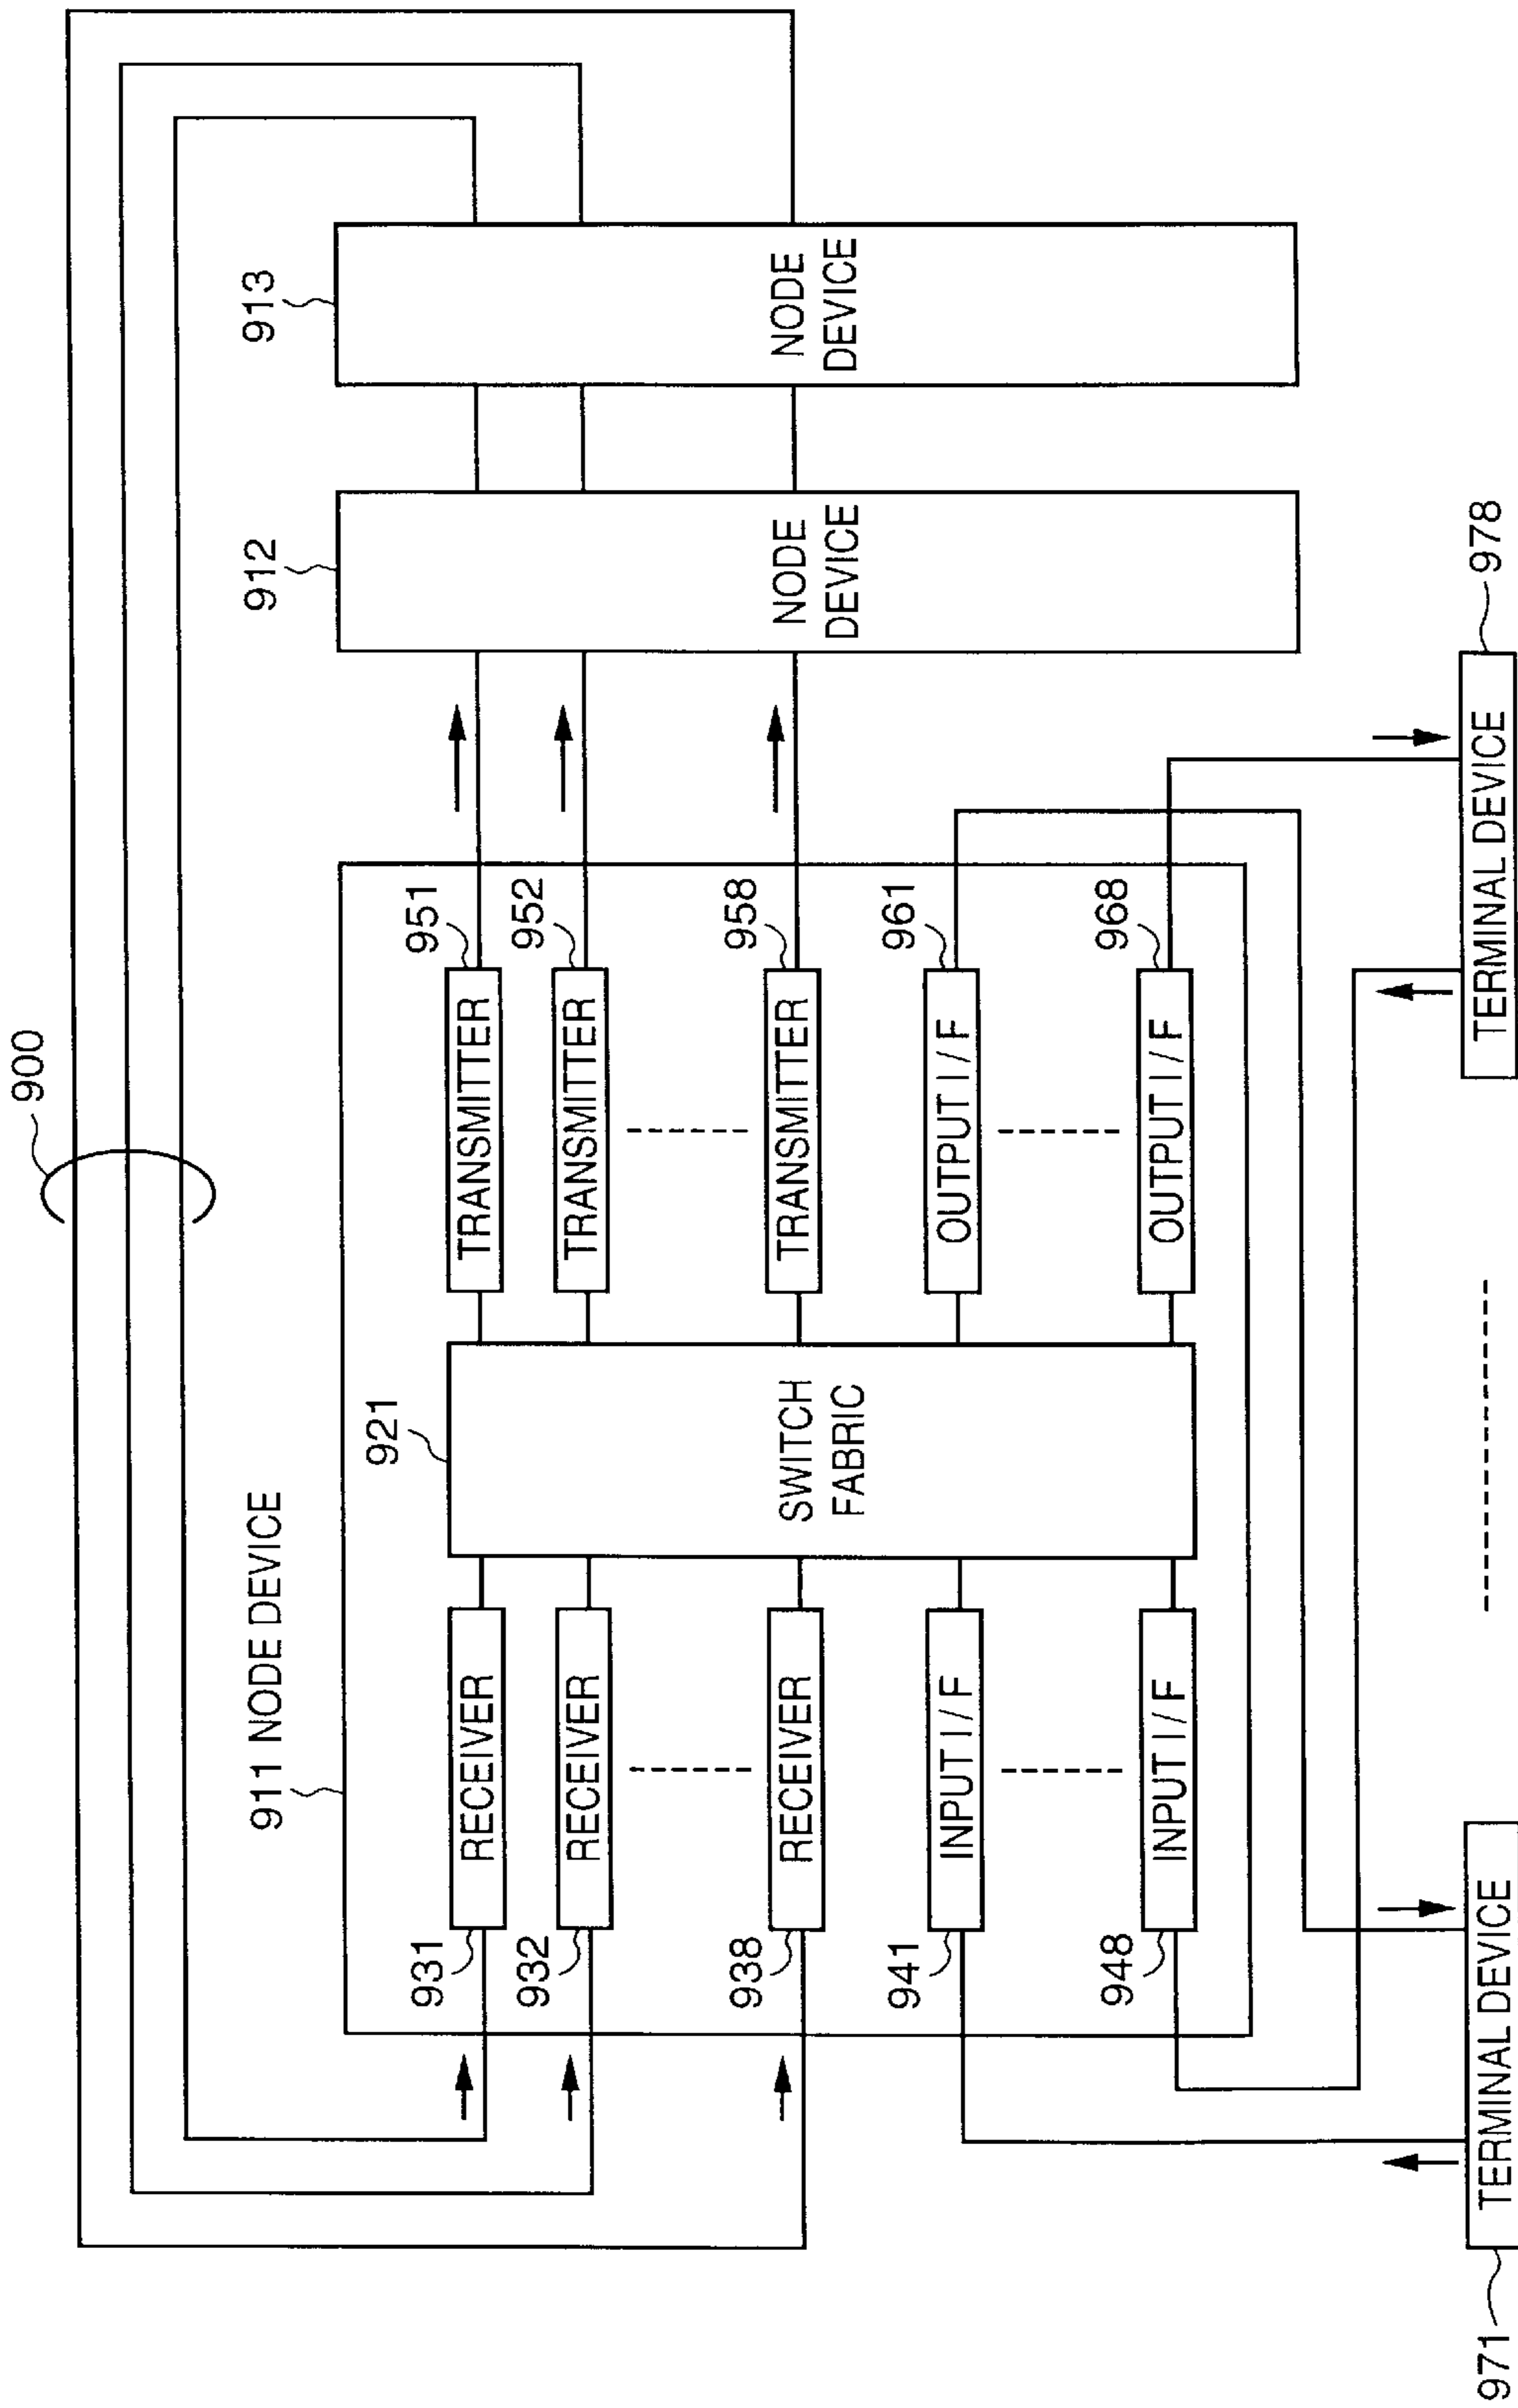 900
911 NODE DEVICE
921
912
913
931
RECEIVER
951
TRANSMITTER
932
RECEIVER
952
TRANSMITTER
938
RECEIVER
SWITCH
FABRIC
958
TRANSMITTER
NODE
DEVICE
NODE
DEVICE
941
INPUT I/F
961
OUTPUT I/F
948
INPUT I/F
968
OUTPUT I/F
971
TERMINAL DEVICE
TERMINAL DEVICE
978